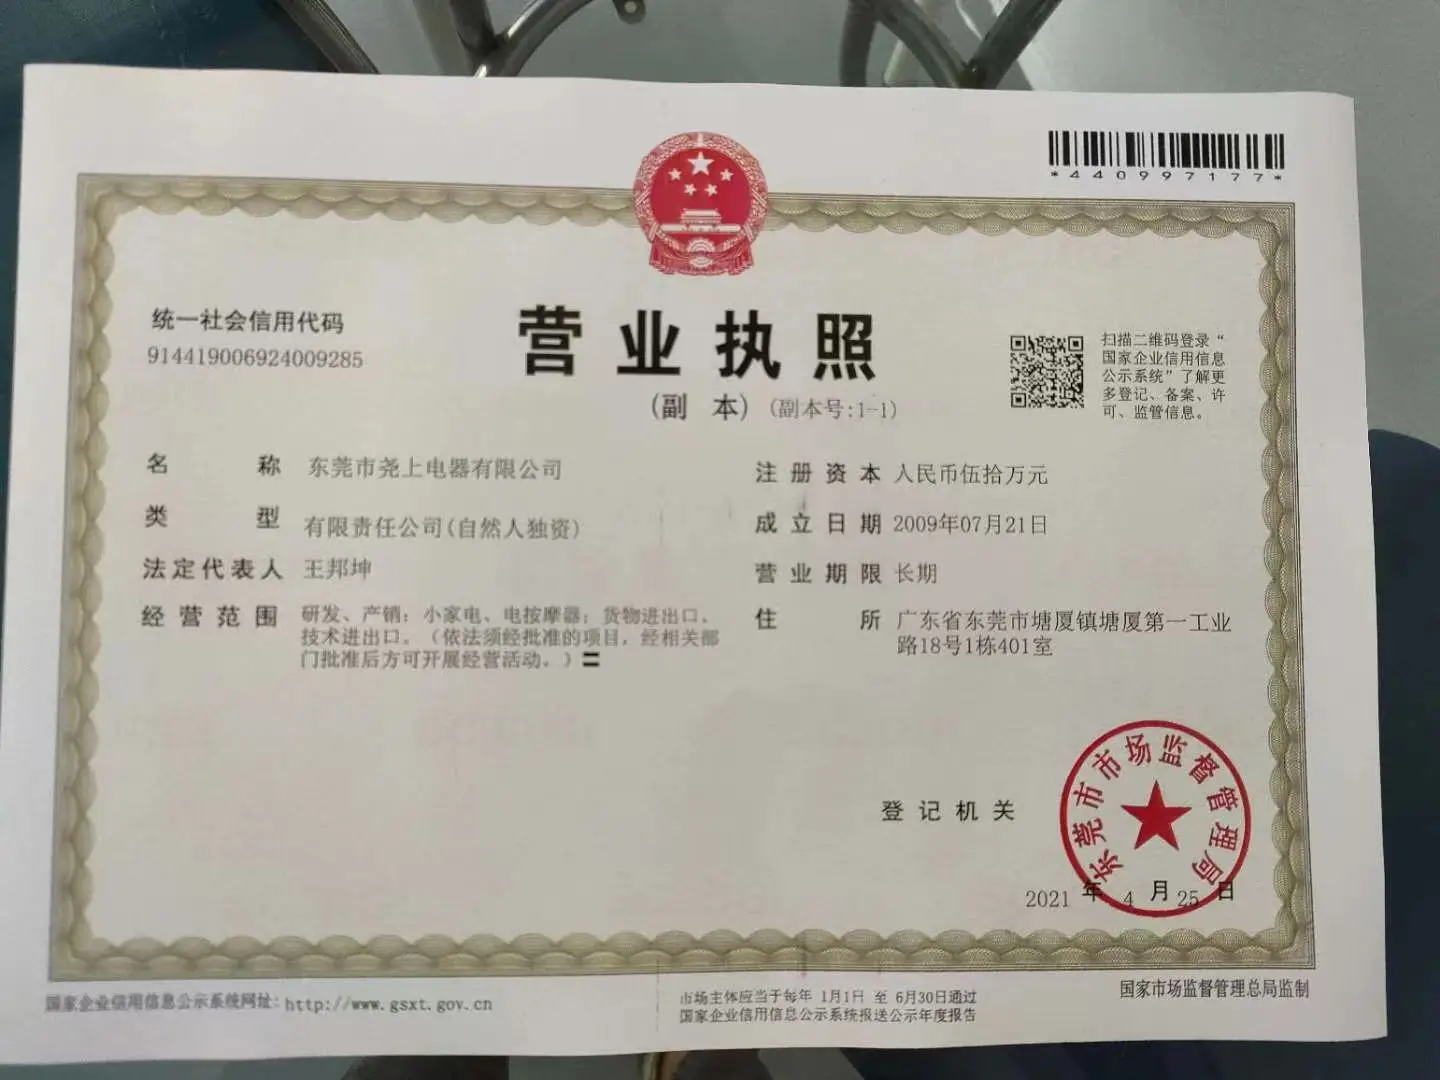 *440997177*
统一社会信用代码
914419006924009285
营业执照
(副 本) (副本号:1-1)
扫描二维码登录“
国家企业信用信息
公示系统”了解更
多登记、备案、许
可、监管信息。
名 称 东莞市尧上电器有限公司
类 型 有限责任公司(自然人独资)
法定代表人 王邦坤
经营范围 研发、产销：小家电、电按摩器；货物进出口、
技术进出口。（依法须经批准的项目，经相关部
门批准后方可开展经营活动。）〓
注册资本 人民币伍拾万元
成立日期 2009年07月21日
营业期限 长期
住 所 广东省东莞市塘厦镇塘厦第一工业
路18号1栋401室
登记机关
东莞市市场监督管理局
2021 年 4 月 25 日
国家企业信用信息公示系统网址: http://www.gsxt.gov.cn
市场主体应当于每年 1月1日 至 6月30日通过
国家企业信用信息公示系统报送公示年度报告
国家市场监督管理总局监制